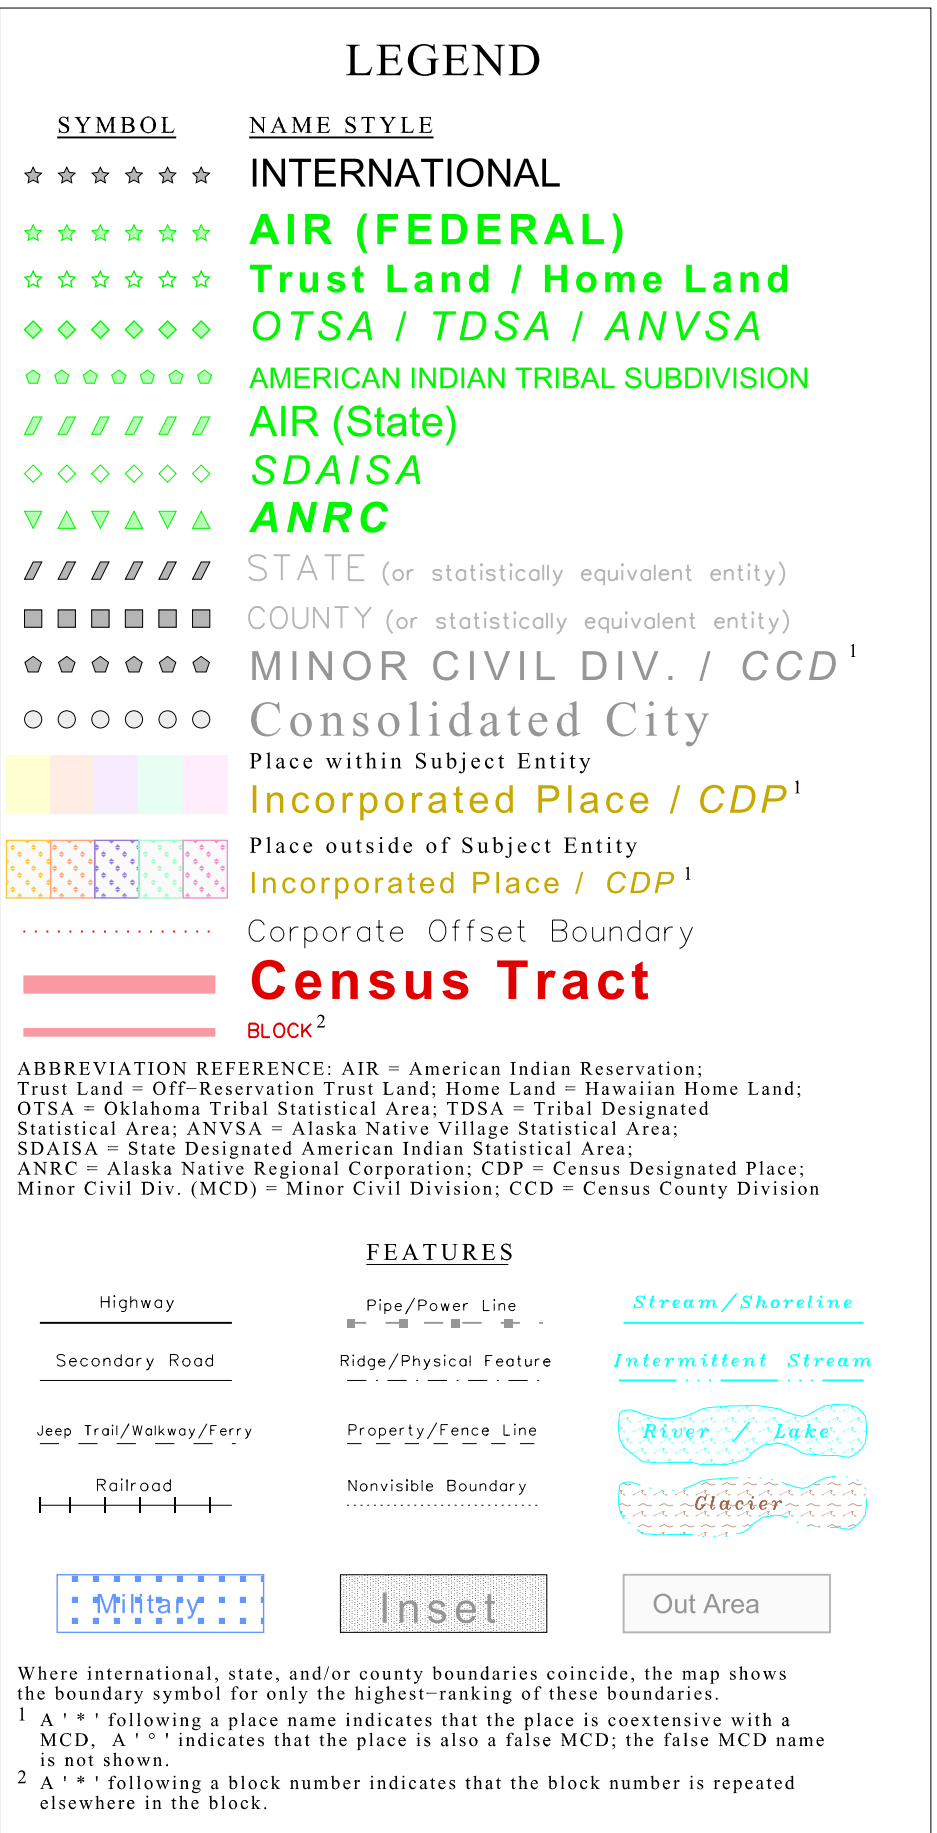 LEGEND
SYMBOL NAME STYLE
INTERNATIONAL
AIR (FEDERAL)
Trust Land / Home Land
OTSA / TDSA / ANVSA
AMERICAN INDIAN TRIBAL SUBDIVISION
AIR (State)
SDAISA
ANRC
STATE (or statistically equivalent entity)
COUNTY (or statistically equivalent entity)
MINOR CIVIL DIV. / CCD 1
Consolidated City
Place within Subject Entity
Incorporated Place / CDP 1
Place outside of Subject Entity
Incorporated Place / CDP 1
Corporate Offset Boundary
Census Tract
BLOCK 2
ABBREVIATION REFERENCE: AIR = American Indian Reservation;
Trust Land = Off−Reservation Trust Land; Home Land = Hawaiian Home Land;
OTSA = Oklahoma Tribal Statistical Area; TDSA = Tribal Designated
Statistical Area; ANVSA = Alaska Native Village Statistical Area;
SDAISA = State Designated American Indian Statistical Area;
ANRC = Alaska Native Regional Corporation; CDP = Census Designated Place;
Minor Civil Div. (MCD) = Minor Civil Division; CCD = Census County Division
FEATURES
Highway
Pipe/Power Line
Stream/Shoreline
Secondary Road
Ridge/Physical Feature
Intermittent Stream
Jeep Trail/Walkway/Ferry
Property/Fence Line
River / Lake
Railroad
Nonvisible Boundary
Glacier
Military
Inset
Out Area
Where international, state, and/or county boundaries coincide, the map shows
the boundary symbol for only the highest−ranking of these boundaries.
1 A ' * ' following a place name indicates that the place is coextensive with a
MCD, A ' ° ' indicates that the place is also a false MCD; the false MCD name
is not shown.
2 A ' * ' following a block number indicates that the block number is repeated
elsewhere in the block.